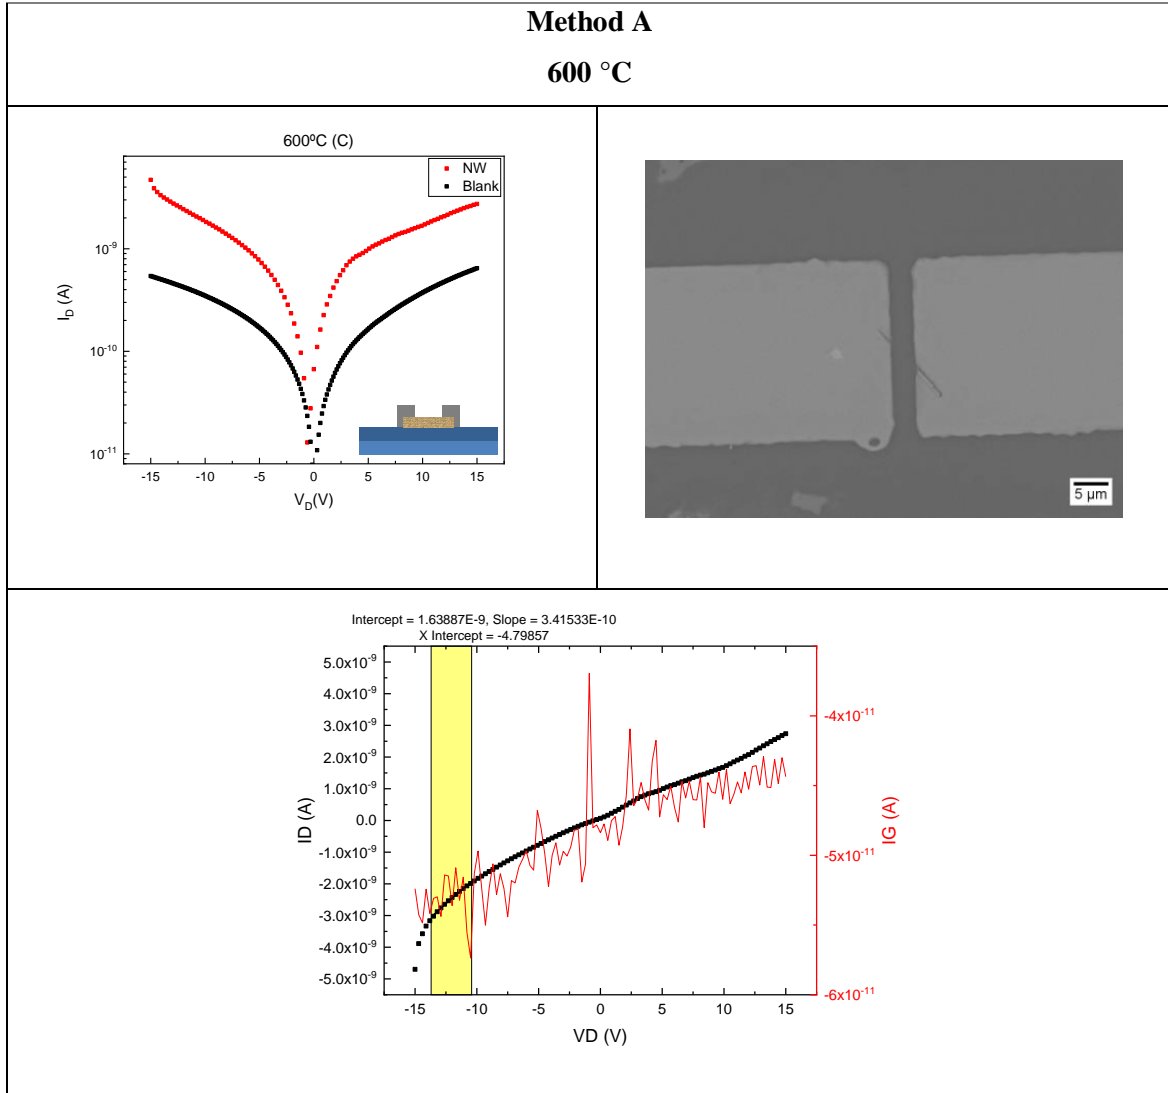 Method A
600 °C
600ºC (C)
NW
Blank
10⁻⁹
10⁻¹⁰
10⁻¹¹
I_D (A)
-15 -10 -5 0 5 10 15
V_D(V)
5 µm
Intercept = 1.63887E-9, Slope = 3.41533E-10
X Intercept = -4.79857
5.0x10⁻⁹
4.0x10⁻⁹
3.0x10⁻⁹
2.0x10⁻⁹
1.0x10⁻⁹
0.0
-1.0x10⁻⁹
-2.0x10⁻⁹
-3.0x10⁻⁹
-4.0x10⁻⁹
-5.0x10⁻⁹
ID (A)
-4x10⁻¹¹
-5x10⁻¹¹
-6x10⁻¹¹
IG (A)
-15 -10 -5 0 5 10 15
VD (V)